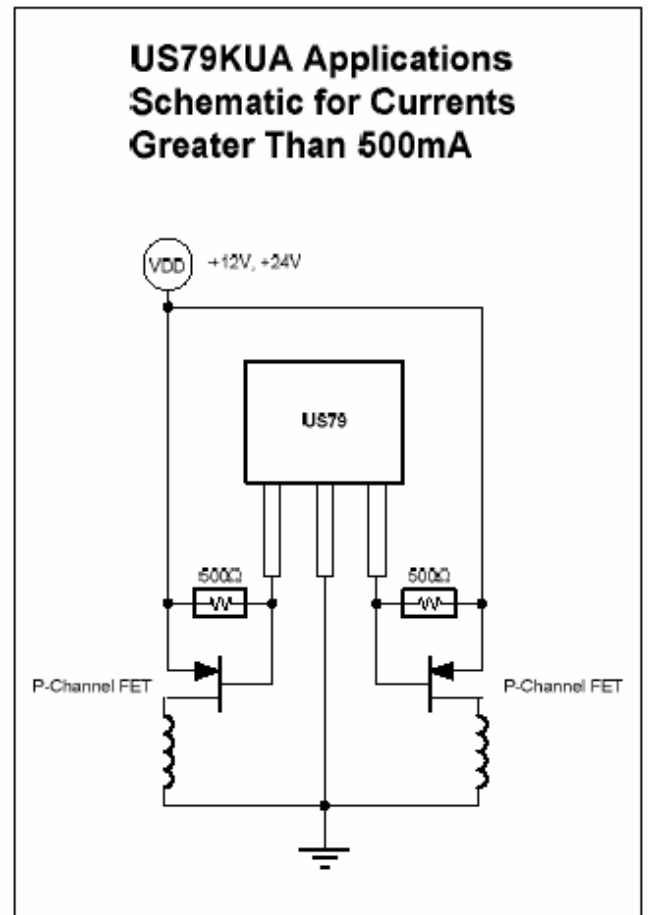 US79KUA Applications
Schematic for Currents
Greater Than 500mA
VDD +12V, +24V
US79
500Ω 500Ω
P-Channel FET P-Channel FET